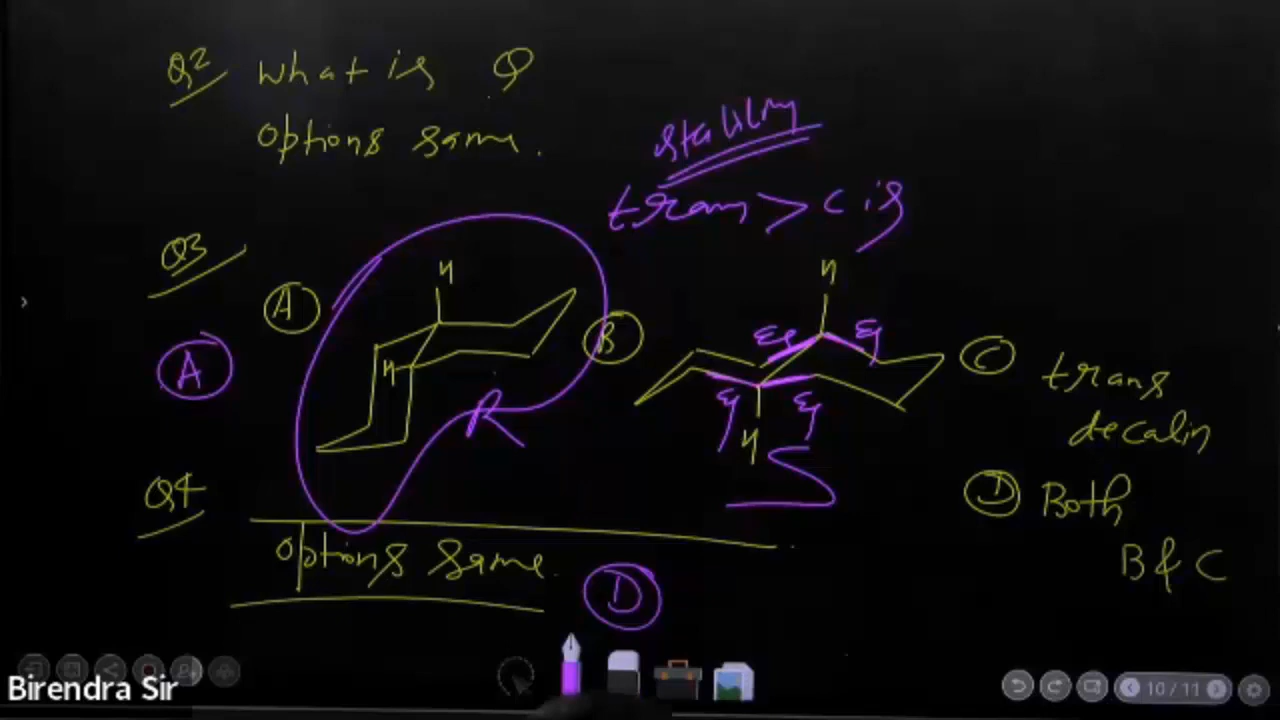 Q2 What is Q
options same.
stability
trans > cis
Q3
A
A
H
H
R
B
H
H
eq eq
eq eq
S
C trans
decalin
D Both
B & C
Q4
options same.
D
Birendra Sir
10/11